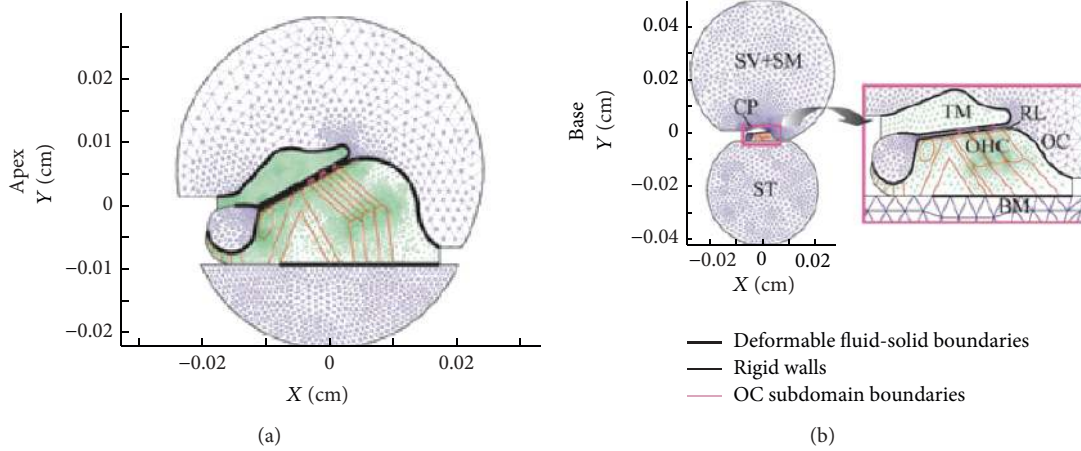 Apex
Y (cm)
0.02
0.01
0
−0.01
−0.02
−0.02
0
0.02
X (cm)
(a)
Base
Y (cm)
0.04
0.02
0
−0.02
−0.04
−0.02
0
0.02
X (cm)
SV+SM
CP
ST
TM
RL
OHC
OC
BM
Deformable fluid-solid boundaries
Rigid walls
OC subdomain boundaries
(b)